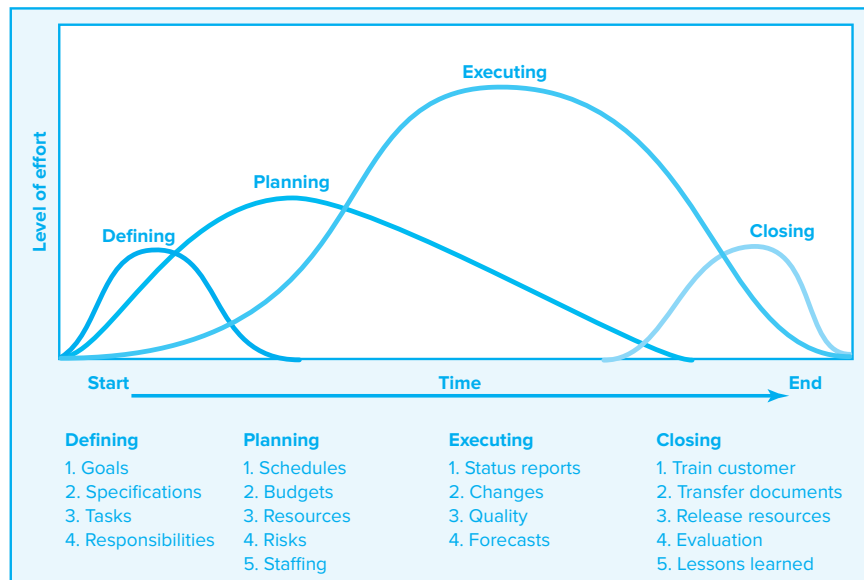 Executing
Planning
Defining
Closing
Level of effort
Start
Time
End
Defining
1. Goals
2. Specifications
3. Tasks
4. Responsibilities
Planning
1. Schedules
2. Budgets
3. Resources
4. Risks
5. Staffing
Executing
1. Status reports
2. Changes
3. Quality
4. Forecasts
Closing
1. Train customer
2. Transfer documents
3. Release resources
4. Evaluation
5. Lessons learned